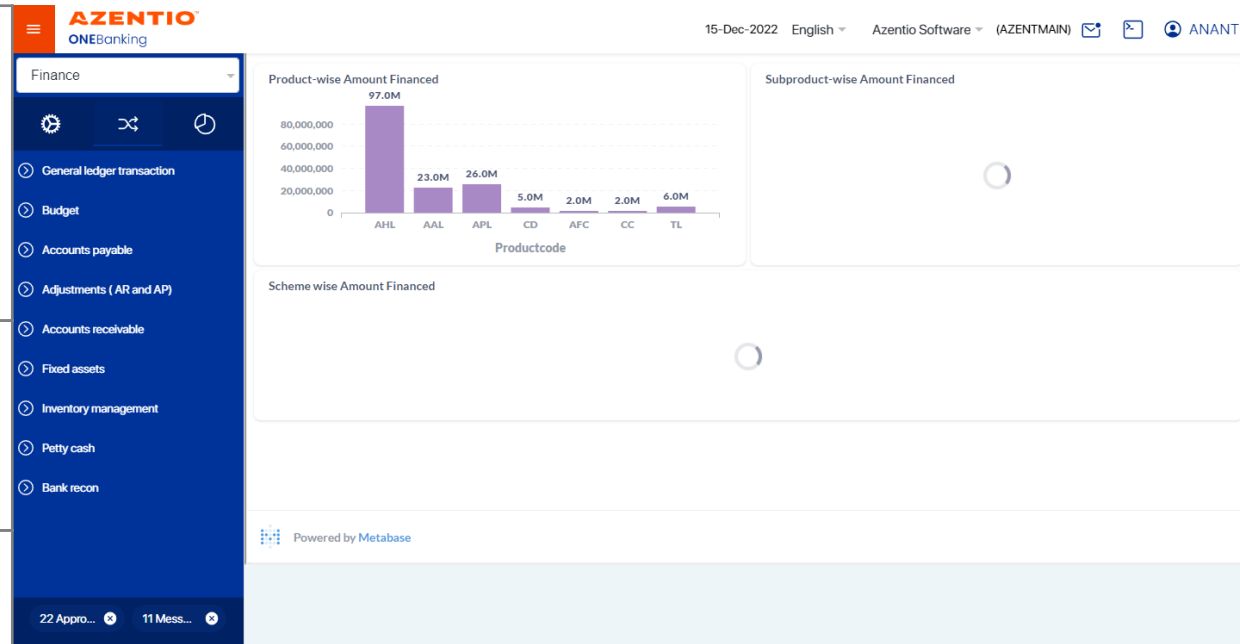 AZENTIO™
ONEBanking
15-Dec-2022 English Azentio Software (AZENTMAIN) ANANT
Finance
General ledger transaction
Budget
Accounts payable
Adjustments ( AR and AP)
Accounts receivable
Fixed assets
Inventory management
Petty cash
Bank recon
22 Appro...
11 Mess...
Product-wise Amount Financed
97.0M
80,000,000
60,000,000
40,000,000
20,000,000
0
23.0M
26.0M
5.0M
2.0M
2.0M
6.0M
AHL AAL APL CD AFC CC TL
Productcode
Subproduct-wise Amount Financed
Scheme wise Amount Financed
Powered by Metabase